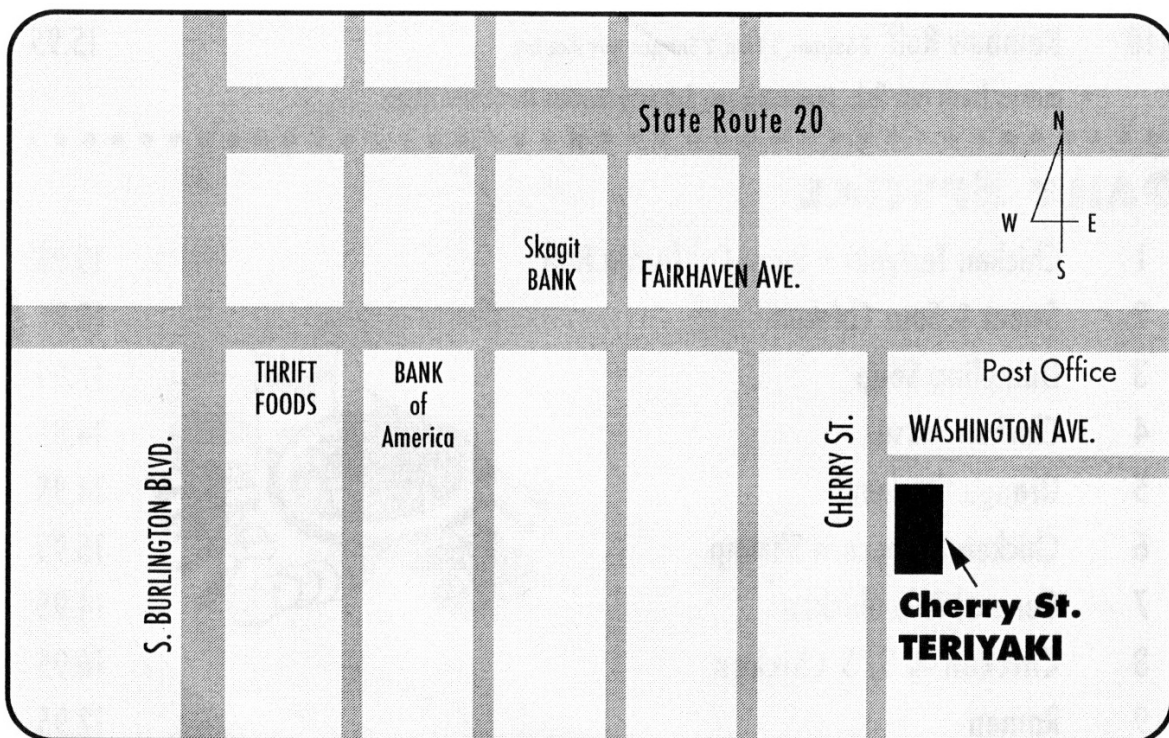 State Route 20
N
W
E
S
Skagit
BANK
FAIRHAVEN AVE.
THRIFT
FOODS
BANK
of
America
Post Office
S. BURLINGTON BLVD.
CHERRY ST.
WASHINGTON AVE.
Cherry St.
TERIYAKI